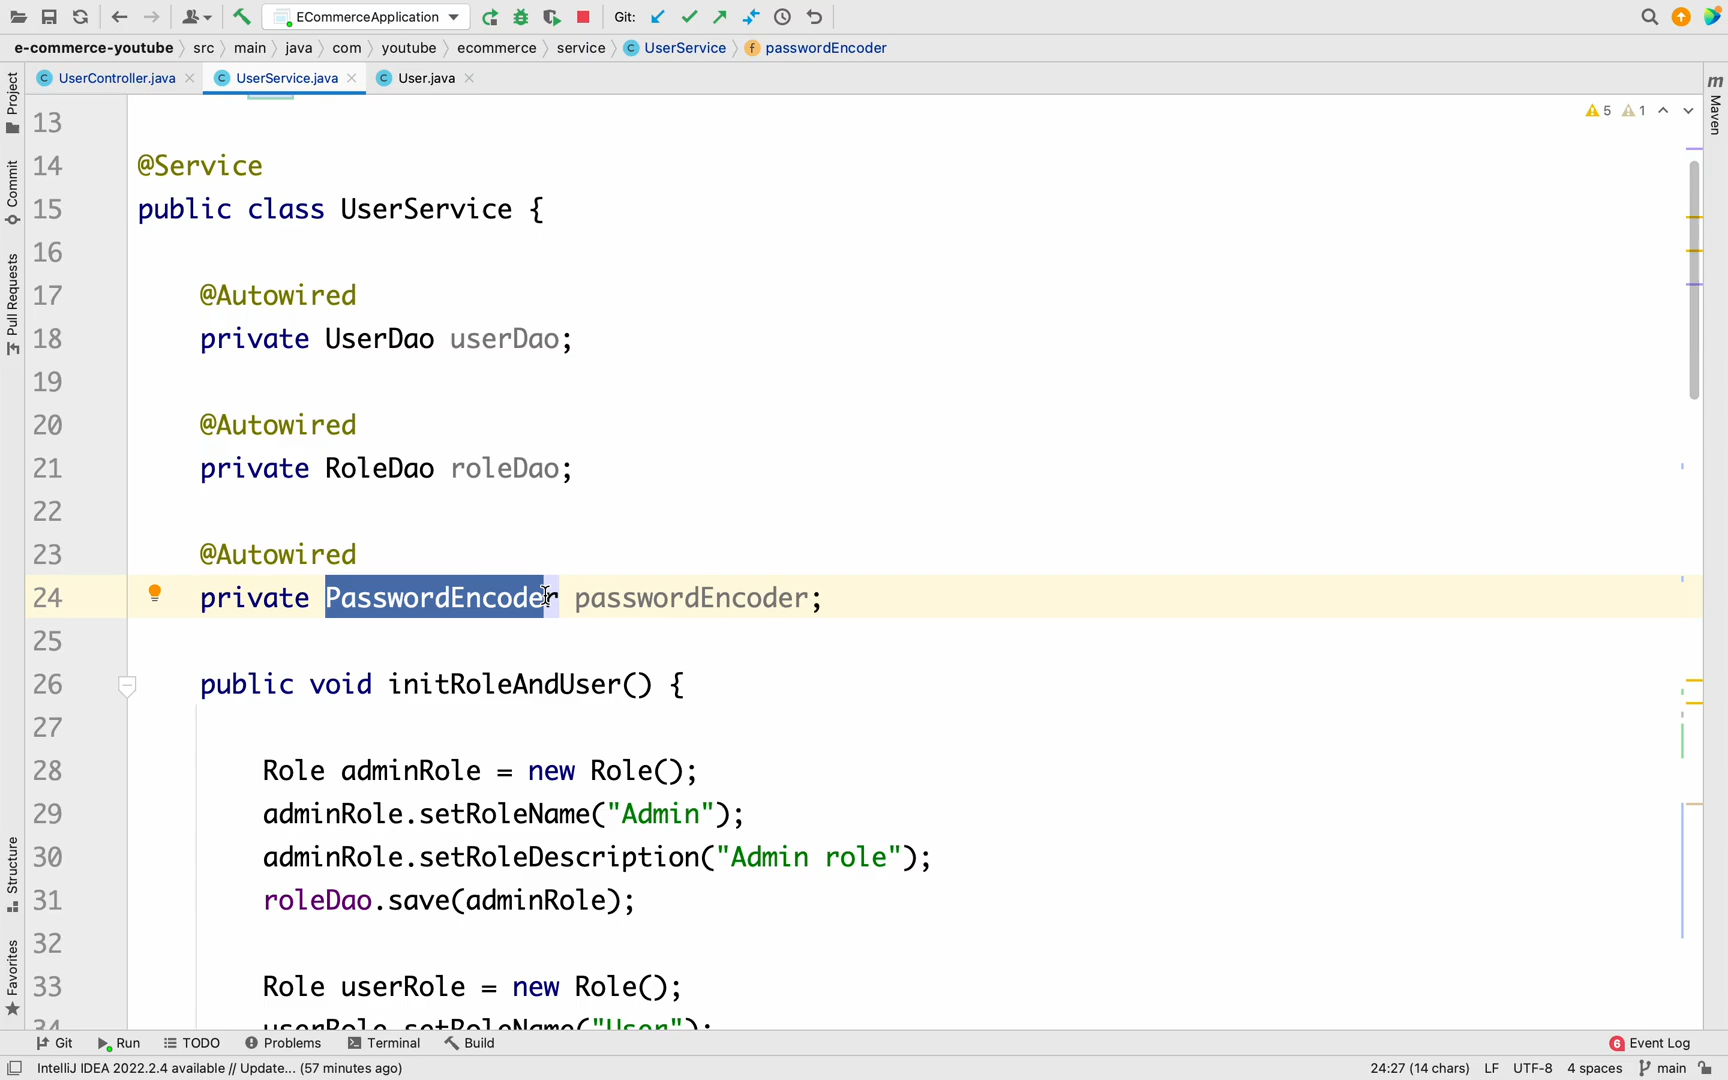 ECommerceApplication
Git:
e-commerce-youtube
src
main
java
com
youtube
ecommerce
service
UserService
passwordEncoder
UserController.java
UserService.java
User.java
Project
Commit
Pull Requests
Structure
Favorites
m
Maven
5
1
13
14 @Service
15 public class UserService {
16
17 @Autowired
18 private UserDao userDao;
19
20 @Autowired
21 private RoleDao roleDao;
22
23 @Autowired
24 private PasswordEncoder passwordEncoder;
25
26 public void initRoleAndUser() {
27
28 Role adminRole = new Role();
29 adminRole.setRoleName("Admin");
30 adminRole.setRoleDescription("Admin role");
31 roleDao.save(adminRole);
32
33 Role userRole = new Role();
34 userRole.setRoleName("User");
Git
Run
TODO
Problems
Terminal
Build
6 Event Log
IntelliJ IDEA 2022.2.4 available // Update... (57 minutes ago)
24:27 (14 chars)
LF
UTF-8
4 spaces
main